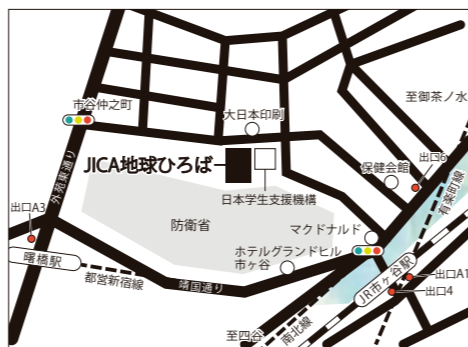 市谷仲之町
大日本印刷
至御茶ノ水
JICA地球ひろば
保健会館
出口6
有楽町線
日本学生支援機構
外苑東通り
出口A3
防衛省
マクドナルド
曙橋駅
ホテルグランドヒル
市ヶ谷
都営新宿線
靖国通り
JR市ヶ谷駅
出口A1
出口4
南北線
至四谷